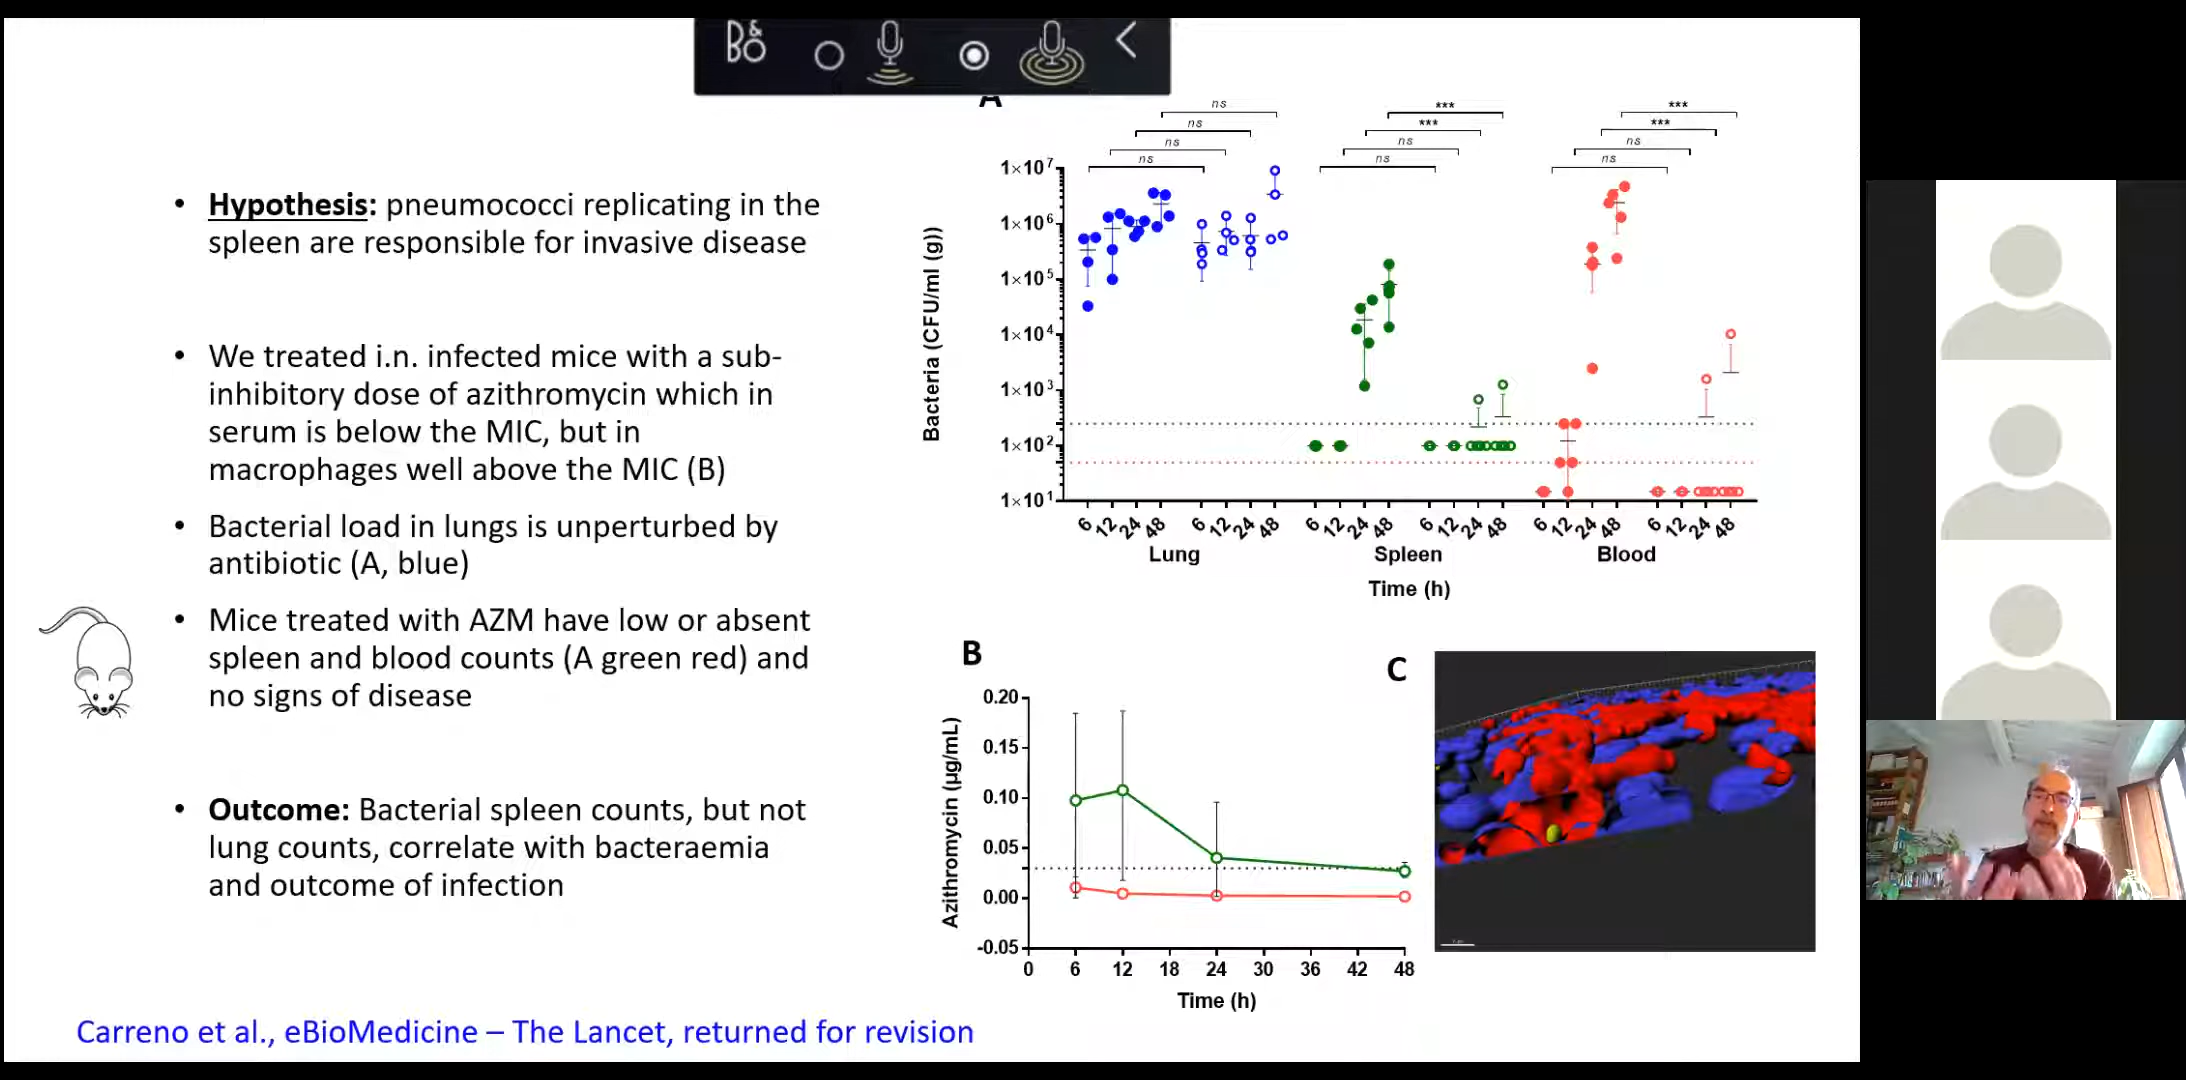 B&O
• Hypothesis: pneumococci replicating in the
spleen are responsible for invasive disease
• We treated i.n. infected mice with a sub-
inhibitory dose of azithromycin which in
serum is below the MIC, but in
macrophages well above the MIC (B)
• Bacterial load in lungs is unperturbed by
antibiotic (A, blue)
• Mice treated with AZM have low or absent
spleen and blood counts (A green red) and
no signs of disease
• Outcome: Bacterial spleen counts, but not
lung counts, correlate with bacteraemia
and outcome of infection
Carreno et al., eBioMedicine – The Lancet, returned for revision
A
ns *** ***
ns *** ***
ns ns ns
ns ns ns
Bacteria (CFU/ml (g))
1×10⁷
1×10⁶
1×10⁵
1×10⁴
1×10³
1×10²
1×10¹
6 12 24 48 6 12 24 48 6 12 24 48 6 12 24 48 6 12 24 48 6 12 24 48
Lung Spleen Blood
Time (h)
B
Azithromycin (µg/mL)
0.20
0.15
0.10
0.05
0.00
-0.05
0 6 12 18 24 30 36 42 48
Time (h)
C